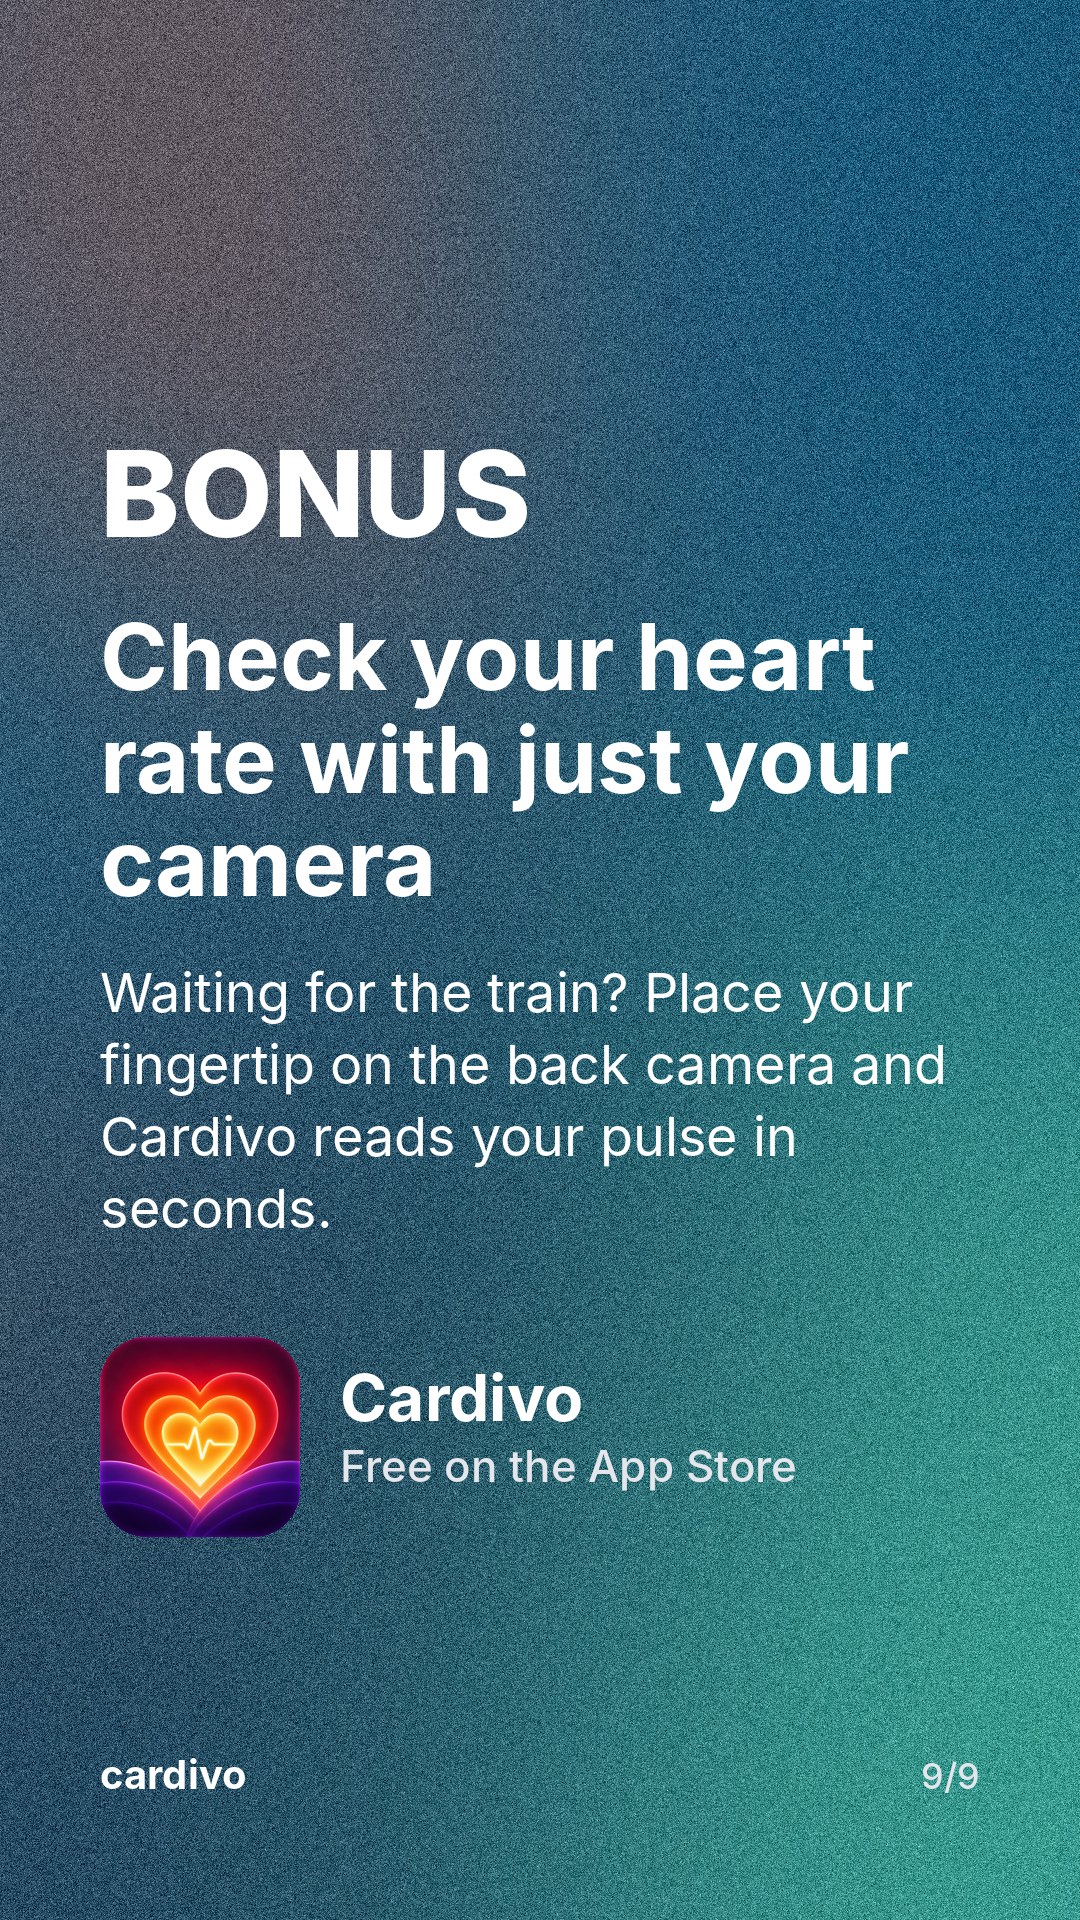 BONUS
Check your heart
rate with just your
camera
Waiting for the train? Place your
fingertip on the back camera and
Cardivo reads your pulse in
seconds.
Cardivo
Free on the App Store
cardivo
9/9